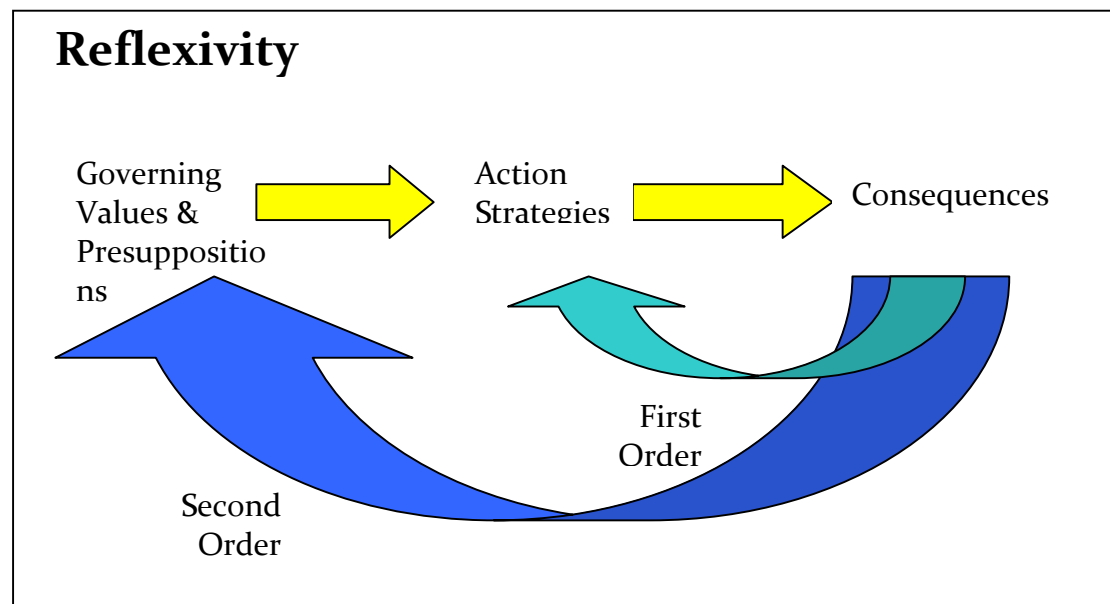 Reflexivity
Governing
Values &
Presuppositio
ns
Action
Strategies
Consequences
First
Order
Second
Order